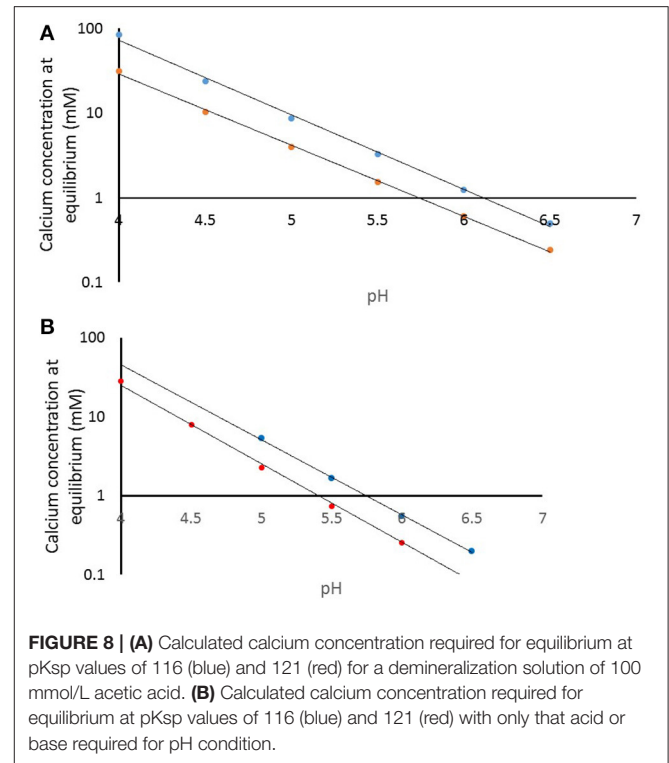 A
100
10
1
0.1
Calcium concentration at
equilibrium (mM)
4 4.5 5 5.5 6 6.5 7
pH
B
100
10
1
0.1
Calcium concentration at
equilibrium (mM)
4 4.5 5 5.5 6 6.5 7
pH
FIGURE 8 | (A) Calculated calcium concentration required for equilibrium at
pKsp values of 116 (blue) and 121 (red) for a demineralization solution of 100
mmol/L acetic acid. (B) Calculated calcium concentration required for
equilibrium at pKsp values of 116 (blue) and 121 (red) with only that acid or
base required for pH condition.